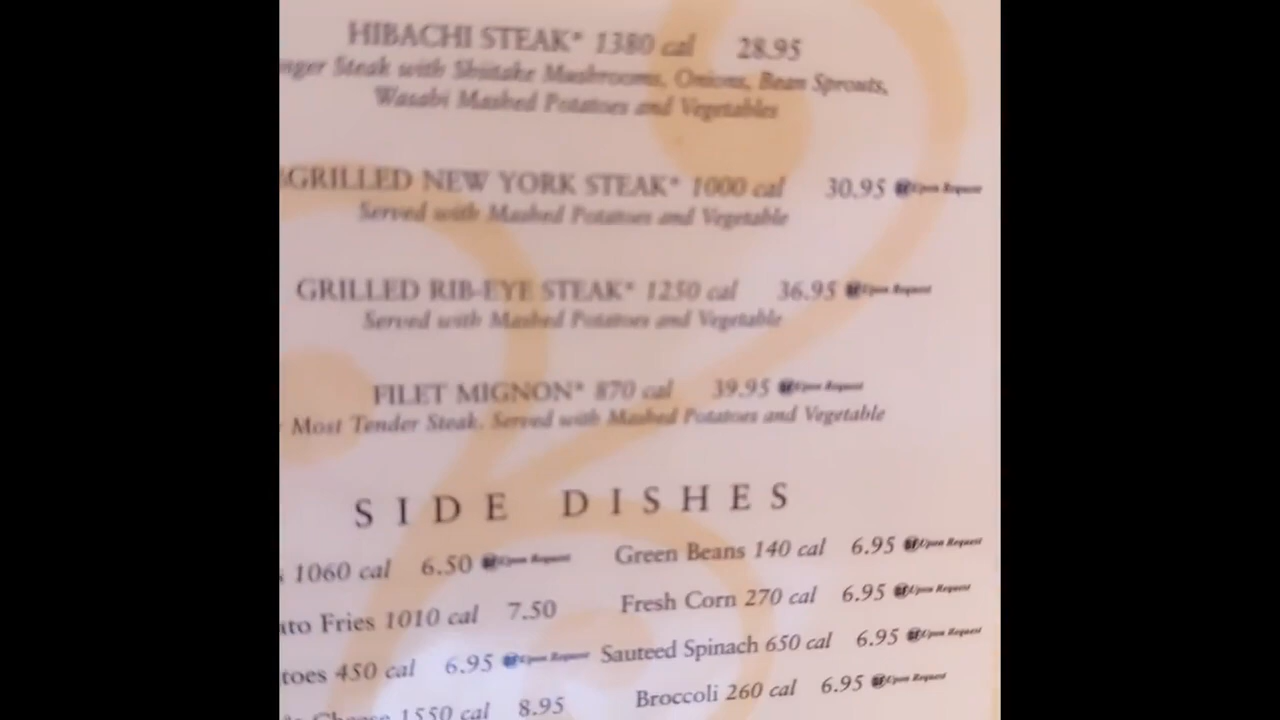 HIBACHI STEAK* 1380 cal 28.95
nger Steak with Shiitake Mushrooms, Onions, Bean Sprouts,
Wasabi Mashed Potatoes and Vegetables
GRILLED NEW YORK STEAK* 1000 cal 30.95 Upon Request
Served with Mashed Potatoes and Vegetable
GRILLED RIB-EYE STEAK* 1250 cal 36.95 Upon Request
Served with Mashed Potatoes and Vegetable
FILET MIGNON* 870 cal 39.95 Upon Request
Most Tender Steak. Served with Mashed Potatoes and Vegetable
SIDE DISHES
1060 cal 6.50 Upon Request
ato Fries 1010 cal 7.50
toes 450 cal 6.95 Upon Request
Cheese 1550 cal 8.95
Green Beans 140 cal 6.95 Upon Request
Fresh Corn 270 cal 6.95 Upon Request
Sauteed Spinach 650 cal 6.95 Upon Request
Broccoli 260 cal 6.95 Upon Request